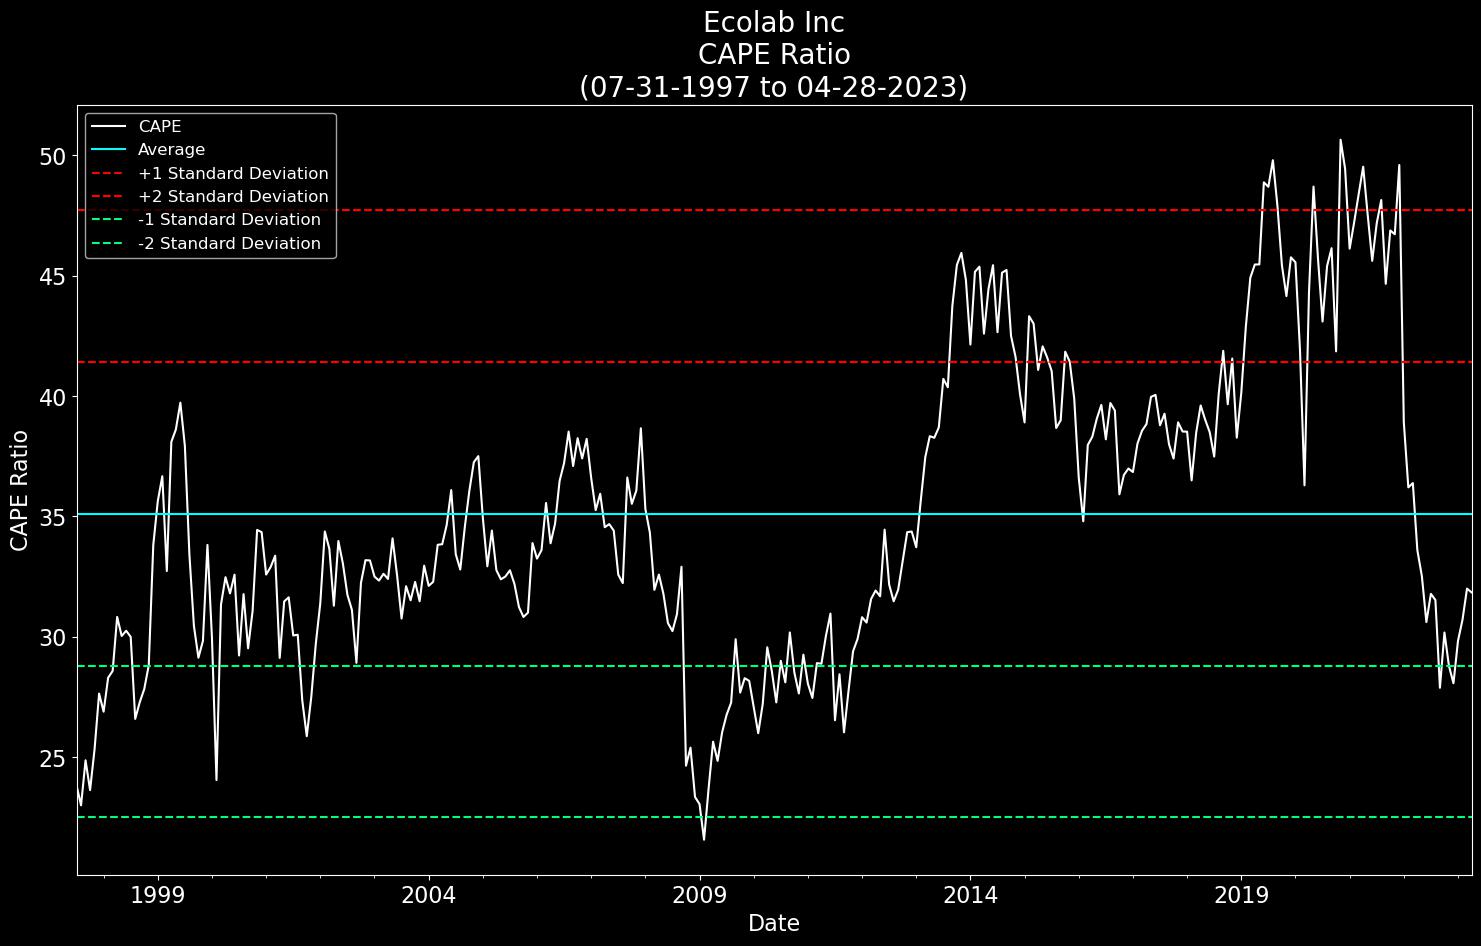 Ecolab Inc
CAPE Ratio
(07-31-1997 to 04-28-2023)
CAPE
Average
+1 Standard Deviation
+2 Standard Deviation
-1 Standard Deviation
-2 Standard Deviation
50
45
40
35
30
25
CAPE Ratio
1999
2004
2009
2014
2019
Date